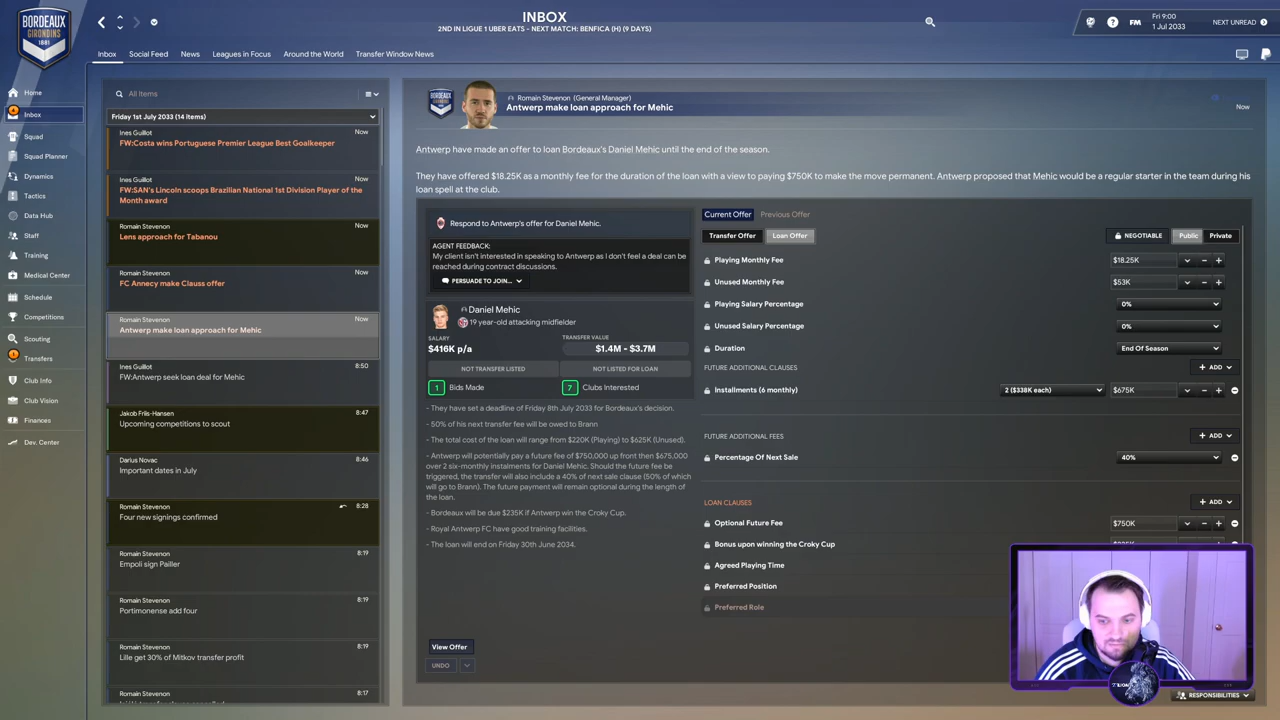 BORDEAUX
GIRONDINS
1881
INBOX
2ND IN LIGUE 1 UBER EATS - NEXT MATCH: BENFICA (H) (9 DAYS)
FM
Fri 9:00
1 Jul 2033
NEXT UNREAD
Inbox
Social Feed
News
Leagues in Focus
Around the World
Transfer Window News
Home
Inbox
Squad
Squad Planner
Dynamics
Tactics
Data Hub
Staff
Training
Medical Center
Schedule
Competitions
Scouting
Transfers
Club Info
Club Vision
Finances
Dev. Center
All Items
Friday 1st July 2033 (14 Items)
Ines Guillot
Now
FW:Costa wins Portuguese Premier League Best Goalkeeper
Ines Guillot
Now
FW:SAN's Lincoln scoops Brazilian National 1st Division Player of the
Month award
Romain Stevenon
Now
Lens approach for Tabanou
Romain Stevenon
Now
FC Annecy make Clauss offer
Romain Stevenon
Now
Antwerp make loan approach for Mehic
Ines Guillot
8:50
FW:Antwerp seek loan deal for Mehic
Jakob Friis-Hansen
8:47
Upcoming competitions to scout
Darius Novac
8:46
Important dates in July
Romain Stevenon
8:28
Four new signings confirmed
Romain Stevenon
8:19
Empoli sign Pailler
Romain Stevenon
8:19
Portimonense add four
Romain Stevenon
8:19
Lille get 30% of Mitkov transfer profit
Romain Stevenon
8:17
Romain Stevenon (General Manager)
Antwerp make loan approach for Mehic
Now
Antwerp have made an offer to loan Bordeaux's Daniel Mehic until the end of the season.
They have offered $18.25K as a monthly fee for the duration of the loan with a view to paying $750K to make the move permanent. Antwerp proposed that Mehic would be a regular starter in the team during his
loan spell at the club.
Respond to Antwerp's offer for Daniel Mehic.
AGENT FEEDBACK:
My client isn't interested in speaking to Antwerp as I don't feel a deal can be
reached during contract discussions.
PERSUADE TO JOIN...
Daniel Mehic
19 year-old attacking midfielder
SALARY
$416K p/a
TRANSFER VALUE
$1.4M - $3.7M
NOT TRANSFER LISTED
NOT LISTED FOR LOAN
1 Bids Made
7 Clubs Interested
- They have set a deadline of Friday 8th July 2033 for Bordeaux's decision.
- 50% of his next transfer fee will be owed to Brann
- The total cost of the loan will range from $220K (Playing) to $625K (Unused).
- Antwerp will potentially pay a future fee of $750,000 up front then $675,000
over 2 six-monthly instalments for Daniel Mehic. Should the future fee be
triggered, the transfer will also include a 40% of next sale clause (50% of which
will go to Brann). The future payment will remain optional during the length of
the loan.
- Bordeaux will be due $235K if Antwerp win the Croky Cup.
- Royal Antwerp FC have good training facilities.
- The loan will end on Friday 30th June 2034.
View Offer
UNDO
Current Offer
Previous Offer
Transfer Offer
Loan Offer
NEGOTIABLE
Public
Private
Playing Monthly Fee
$18.25K
Unused Monthly Fee
$53K
Playing Salary Percentage
0%
Unused Salary Percentage
0%
Duration
End Of Season
FUTURE ADDITIONAL CLAUSES
+ ADD
Installments (6 monthly)
2 ($338K each)
$675K
FUTURE ADDITIONAL FEES
+ ADD
Percentage Of Next Sale
40%
LOAN CLAUSES
+ ADD
Optional Future Fee
$750K
Bonus upon winning the Croky Cup
Agreed Playing Time
Preferred Position
Preferred Role
RESPONSIBILITIES